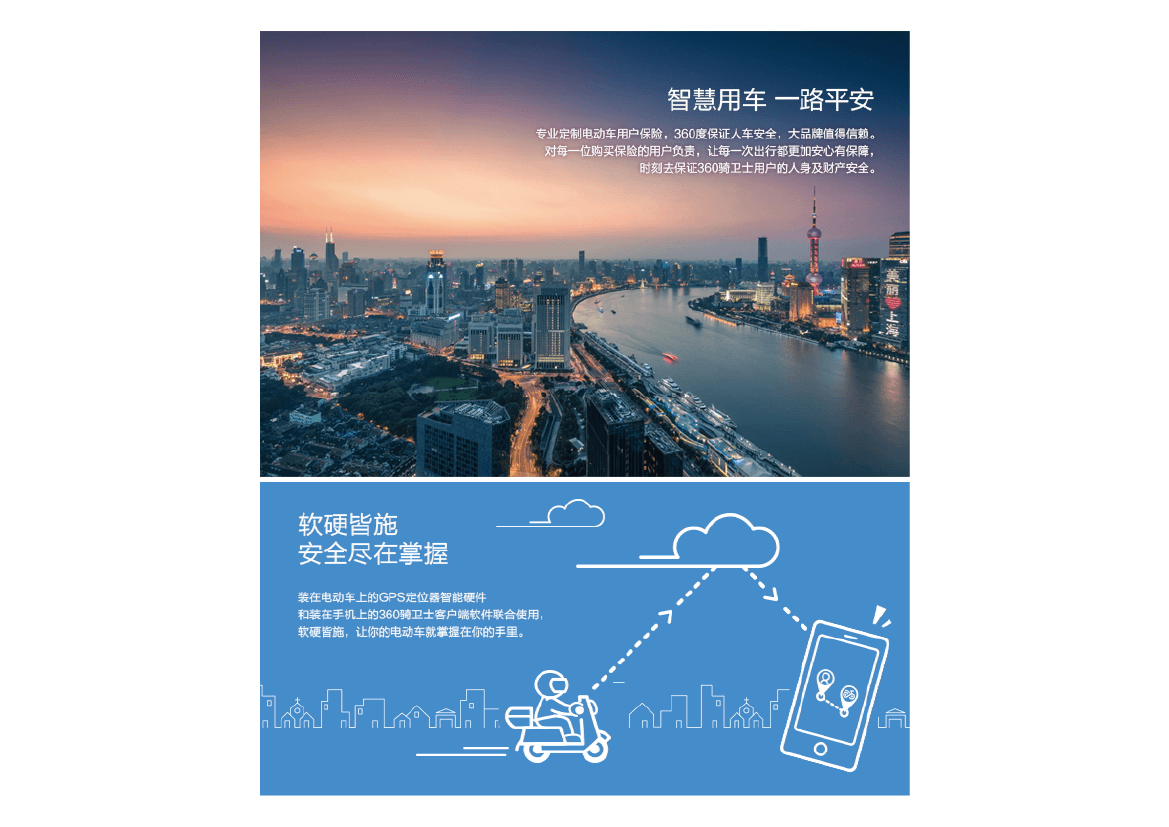 智慧用车 一路平安
专业定制电动车用户保险，360度保证人车安全，大品牌值得信赖。
对每一位购买保险的用户负责，让每一次出行都更加安心有保障，
时刻去保证360骑卫士用户的人身及财产安全。
美丽
上海
软硬皆施
安全尽在掌握
装在电动车上的GPS定位器智能硬件
和装在手机上的360骑卫士客户端软件联合使用，
软硬皆施，让你的电动车就掌握在你的手里。